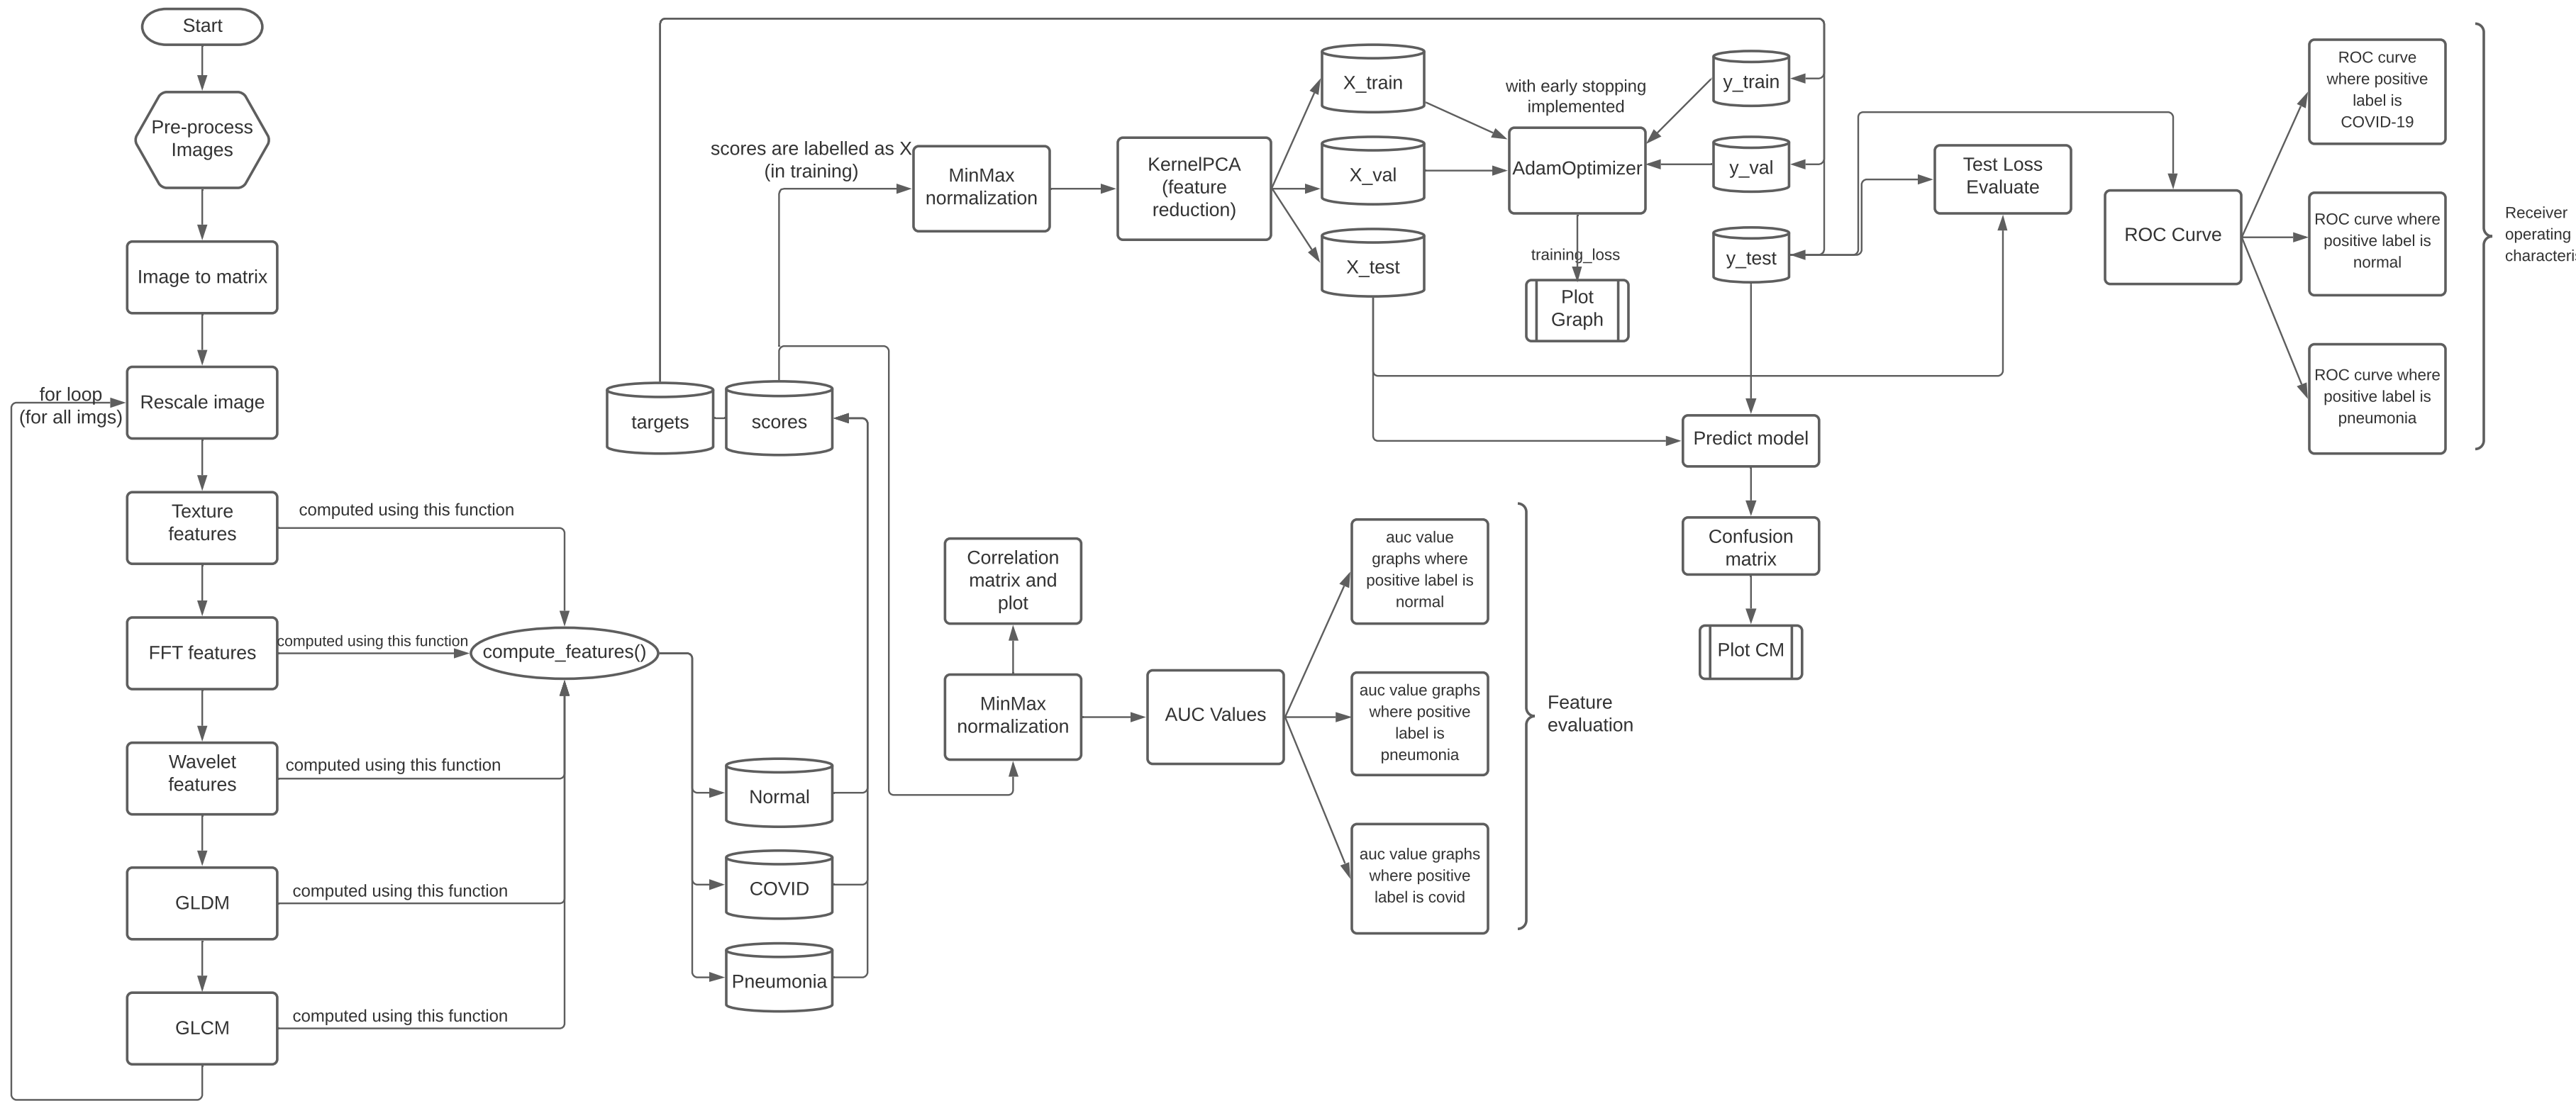 Start
Pre-process
Images
Image to matrix
for loop
(for all imgs)
Rescale image
Texture
features
computed using this function
FFT features
computed using this function
compute_features()
Wavelet
features
computed using this function
GLDM
computed using this function
GLCM
computed using this function
targets
scores
Normal
COVID
Pneumonia
scores are labelled as X
(in training)
MinMax
normalization
KernelPCA
(feature
reduction)
X_train
X_val
X_test
with early stopping
implemented
AdamOptimizer
training_loss
Plot
Graph
y_train
y_val
y_test
Test Loss
Evaluate
Predict model
Confusion
matrix
Plot CM
ROC Curve
ROC curve
where positive
label is
COVID-19
ROC curve where
positive label is
normal
ROC curve where
positive label is
pneumonia
Receiver
operating
Correlation
matrix and
plot
MinMax
normalization
AUC Values
auc value
graphs where
positive label is
normal
auc value graphs
where positive
label is
pneumonia
auc value graphs
where positive
label is covid
Feature
evaluation